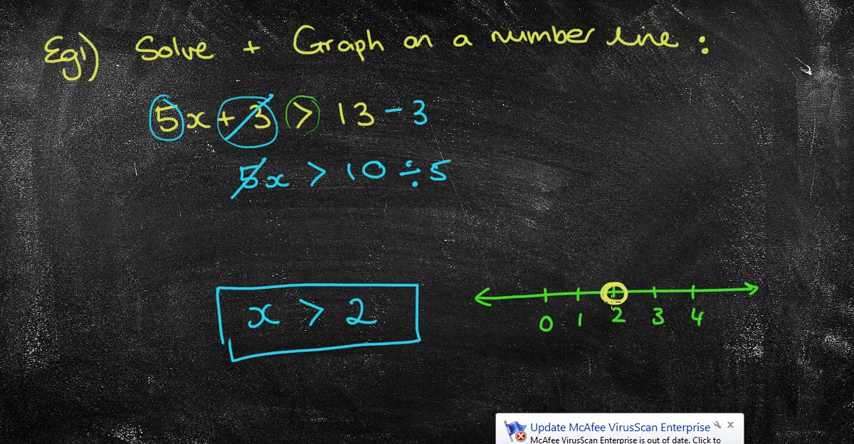 Eg1) Solve + Graph on a number line :
5x + 3 > 13 - 3
5x > 10 ÷ 5
x > 2
0 1 2 3 4
Update McAfee VirusScan Enterprise
McAfee VirusScan Enterprise is out of date. Click to